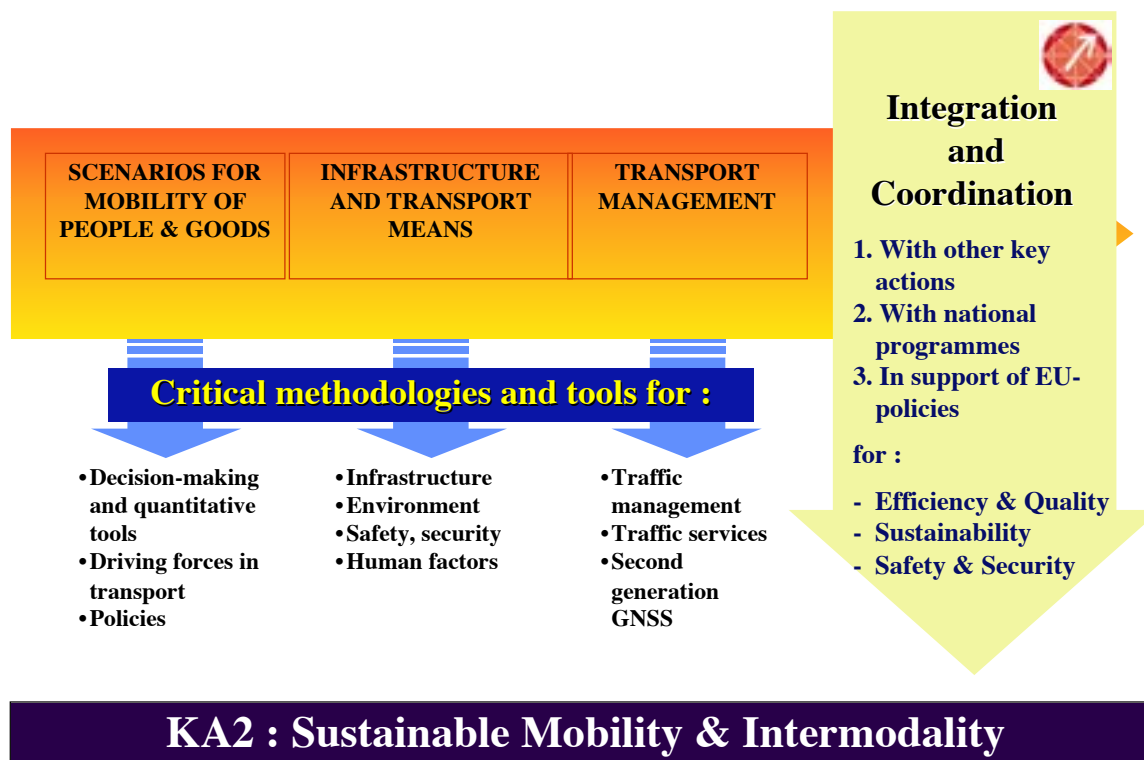 SCENARIOS FOR
MOBILITY OF
PEOPLE & GOODS
INFRASTRUCTURE
AND TRANSPORT
MEANS
TRANSPORT
MANAGEMENT
Critical methodologies and tools for :
•Decision-making
and quantitative
tools
•Driving forces in
transport
•Policies
•Infrastructure
•Environment
•Safety, security
•Human factors
•Traffic
management
•Traffic services
•Second
generation
GNSS
Integration
and
Coordination
1. With other key
actions
2. With national
programmes
3. In support of EU-
policies
for :
- Efficiency & Quality
- Sustainability
- Safety & Security
KA2 : Sustainable Mobility & Intermodality